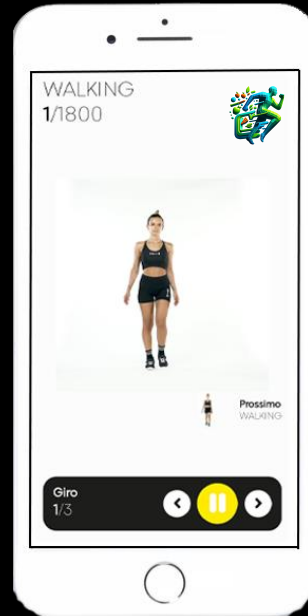 WALKING
1/1800
Prossimo
WALKING
Giro
1/3